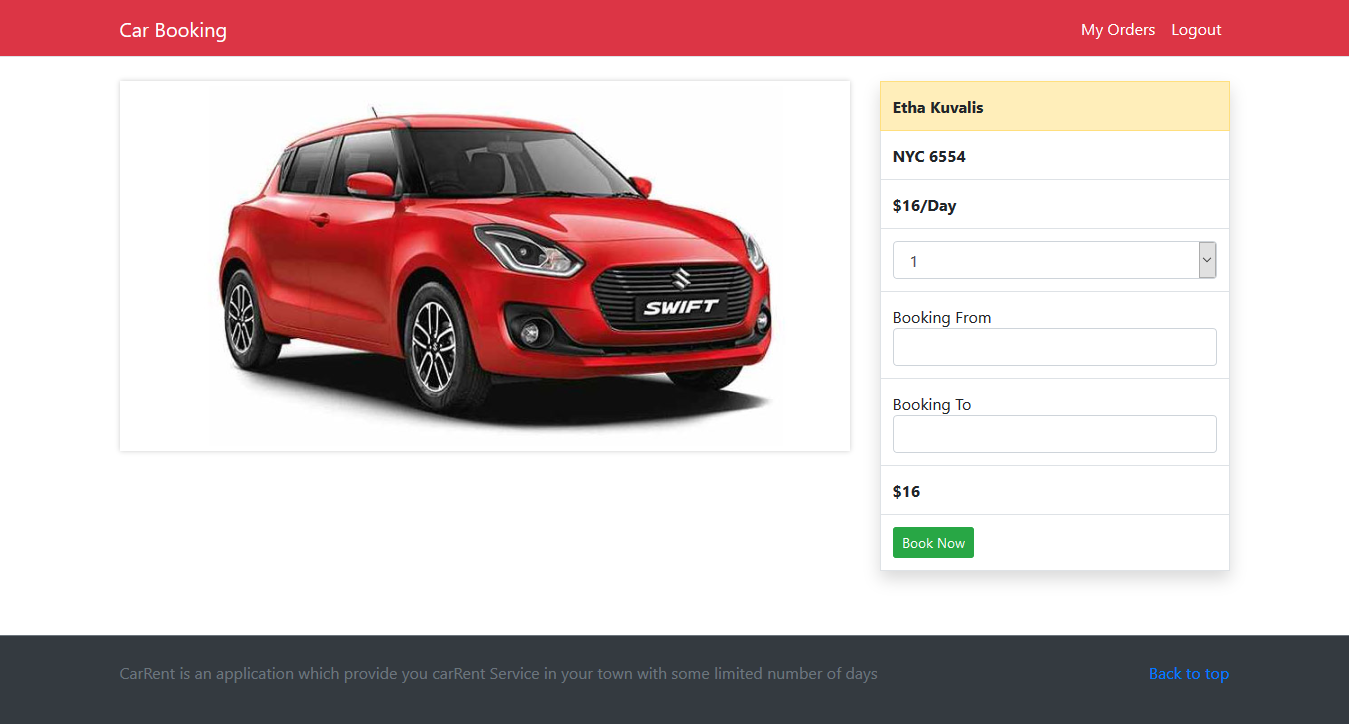 Car Booking
My Orders
Logout
SWIFT
Etha Kuvalis
NYC 6554
$16/Day
1
Booking From
Booking To
$16
Book Now
CarRent is an application which provide you carRent Service in your town with some limited number of days
Back to top